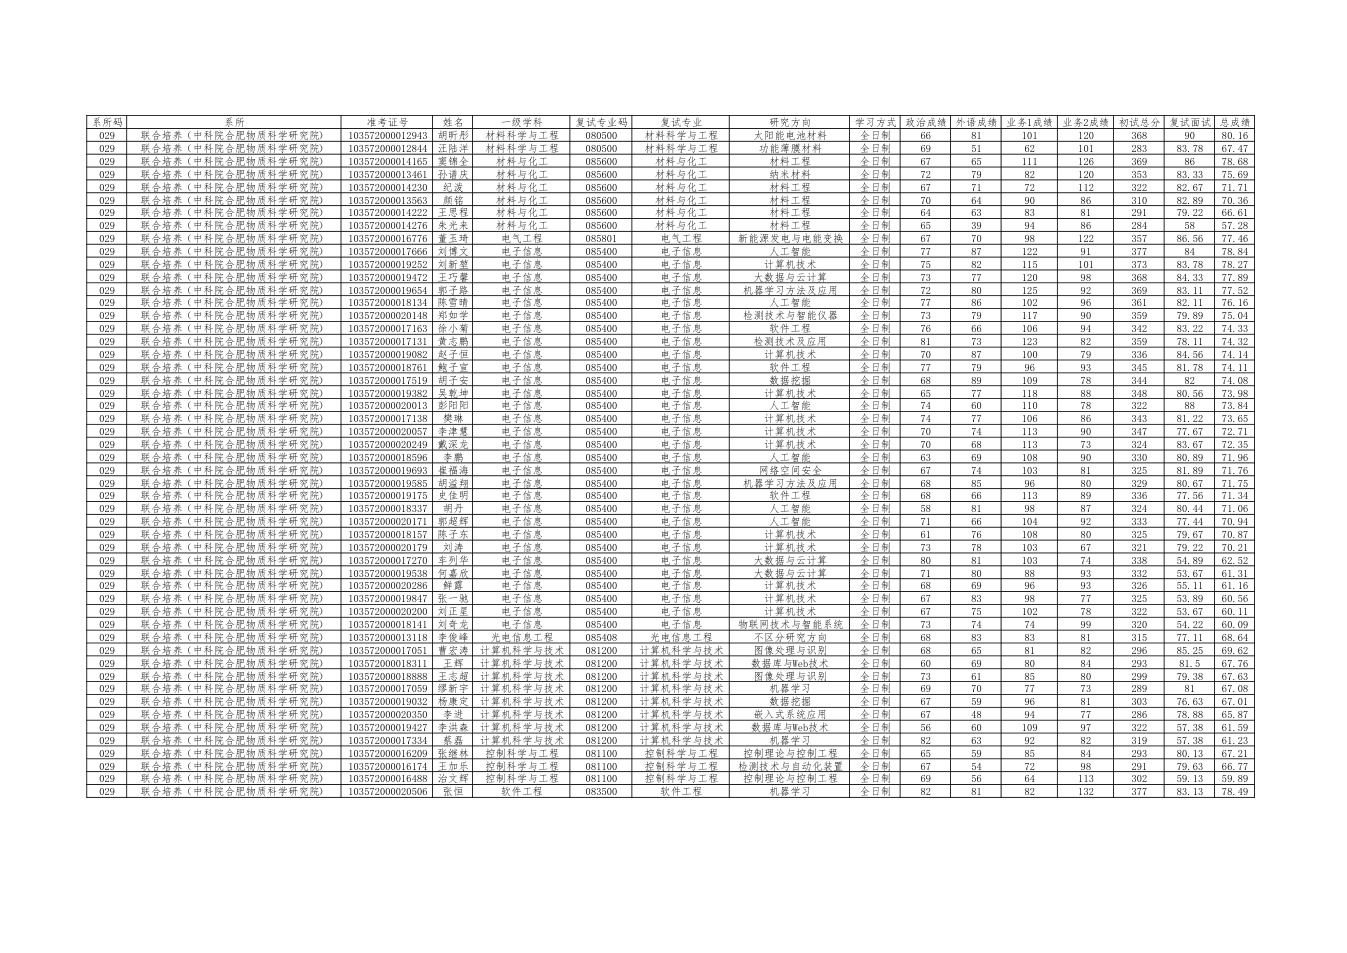 系所码 系所 准考证号 姓名 一级学科 复试专业码 复试专业 研究方向 学习方式 政治成绩 外语成绩 业务1成绩 业务2成绩 初试总分 复试面试 总成绩
029 联合培养（中科院合肥物质科学研究院) 103572000012943 胡昕彤 材料科学与工程 080500 材料科学与工程 太阳能电池材料 全日制 66 81 101 120 368 90 80.16
029 联合培养（中科院合肥物质科学研究院) 103572000012844 汪陆洋 材料科学与工程 080500 材料科学与工程 功能薄膜材料 全日制 69 51 62 101 283 83.78 67.47
029 联合培养（中科院合肥物质科学研究院) 103572000014165 窦锦全 材料与化工 085600 材料与化工 材料工程 全日制 67 65 111 126 369 86 78.68
029 联合培养（中科院合肥物质科学研究院) 103572000013461 孙谱庆 材料与化工 085600 材料与化工 纳米材料 全日制 72 79 82 120 353 83.33 75.69
029 联合培养（中科院合肥物质科学研究院) 103572000014230 纪波 材料与化工 085600 材料与化工 材料工程 全日制 67 71 72 112 322 82.67 71.71
029 联合培养（中科院合肥物质科学研究院) 103572000013563 颜铭 材料与化工 085600 材料与化工 材料工程 全日制 70 64 90 86 310 82.89 70.36
029 联合培养（中科院合肥物质科学研究院) 103572000014222 王思程 材料与化工 085600 材料与化工 材料工程 全日制 64 63 83 81 291 79.22 66.61
029 联合培养（中科院合肥物质科学研究院) 103572000014276 朱光来 材料与化工 085600 材料与化工 材料工程 全日制 65 39 94 86 284 58 57.28
029 联合培养（中科院合肥物质科学研究院) 103572000016776 董玉琦 电气工程 085801 电气工程 新能源发电与电能变换 全日制 67 70 98 122 357 86.56 77.46
029 联合培养（中科院合肥物质科学研究院) 103572000017666 刘博文 电子信息 085400 电子信息 人工智能 全日制 77 87 122 91 377 84 78.84
029 联合培养（中科院合肥物质科学研究院) 103572000019252 刘新堃 电子信息 085400 电子信息 计算机技术 全日制 75 82 115 101 373 83.78 78.27
029 联合培养（中科院合肥物质科学研究院) 103572000019472 王巧馨 电子信息 085400 电子信息 大数据与云计算 全日制 73 77 120 98 368 84.33 77.89
029 联合培养（中科院合肥物质科学研究院) 103572000019654 郭子路 电子信息 085400 电子信息 机器学习方法及应用 全日制 72 80 125 92 369 83.11 77.52
029 联合培养（中科院合肥物质科学研究院) 103572000018134 陈雪晴 电子信息 085400 电子信息 人工智能 全日制 77 86 102 96 361 82.11 76.16
029 联合培养（中科院合肥物质科学研究院) 103572000020148 郑如学 电子信息 085400 电子信息 检测技术与智能仪器 全日制 73 79 117 90 359 79.89 75.04
029 联合培养（中科院合肥物质科学研究院) 103572000017163 徐小菊 电子信息 085400 电子信息 软件工程 全日制 76 66 106 94 342 83.22 74.33
029 联合培养（中科院合肥物质科学研究院) 103572000017131 黄志鹏 电子信息 085400 电子信息 检测技术及应用 全日制 81 73 123 82 359 78.11 74.32
029 联合培养（中科院合肥物质科学研究院) 103572000019082 赵子恒 电子信息 085400 电子信息 计算机技术 全日制 70 87 100 79 336 84.56 74.14
029 联合培养（中科院合肥物质科学研究院) 103572000018761 鲍子宣 电子信息 085400 电子信息 软件工程 全日制 77 79 96 93 345 81.78 74.11
029 联合培养（中科院合肥物质科学研究院) 103572000017519 胡子安 电子信息 085400 电子信息 数据挖掘 全日制 68 89 109 78 344 82 74.08
029 联合培养（中科院合肥物质科学研究院) 103572000019382 吴乾坤 电子信息 085400 电子信息 计算机技术 全日制 65 77 118 88 348 80.56 73.98
029 联合培养（中科院合肥物质科学研究院) 103572000020013 彭阳阳 电子信息 085400 电子信息 人工智能 全日制 74 60 110 78 322 88 73.84
029 联合培养（中科院合肥物质科学研究院) 103572000017138 樊琳 电子信息 085400 电子信息 计算机技术 全日制 74 77 106 86 343 81.22 73.65
029 联合培养（中科院合肥物质科学研究院) 103572000020057 李津慧 电子信息 085400 电子信息 计算机技术 全日制 70 74 113 90 347 77.67 72.71
029 联合培养（中科院合肥物质科学研究院) 103572000020249 戴深龙 电子信息 085400 电子信息 计算机技术 全日制 70 68 113 73 324 83.67 72.35
029 联合培养（中科院合肥物质科学研究院) 103572000018596 李鹏 电子信息 085400 电子信息 人工智能 全日制 63 69 108 90 330 80.89 71.96
029 联合培养（中科院合肥物质科学研究院) 103572000019693 崔福海 电子信息 085400 电子信息 网络空间安全 全日制 67 74 103 81 325 81.89 71.76
029 联合培养（中科院合肥物质科学研究院) 103572000019585 胡溢翔 电子信息 085400 电子信息 机器学习方法及应用 全日制 68 85 96 80 329 80.67 71.75
029 联合培养（中科院合肥物质科学研究院) 103572000019175 史佳明 电子信息 085400 电子信息 软件工程 全日制 68 66 113 89 336 77.56 71.34
029 联合培养（中科院合肥物质科学研究院) 103572000018337 胡丹 电子信息 085400 电子信息 人工智能 全日制 58 81 98 87 324 80.44 71.06
029 联合培养（中科院合肥物质科学研究院) 103572000020171 郭超辉 电子信息 085400 电子信息 人工智能 全日制 71 66 104 92 333 77.44 70.94
029 联合培养（中科院合肥物质科学研究院) 103572000018157 陈子东 电子信息 085400 电子信息 计算机技术 全日制 61 76 108 80 325 79.67 70.87
029 联合培养（中科院合肥物质科学研究院) 103572000020179 刘涛 电子信息 085400 电子信息 计算机技术 全日制 73 78 103 67 321 79.22 70.21
029 联合培养（中科院合肥物质科学研究院) 103572000017270 车列华 电子信息 085400 电子信息 大数据与云计算 全日制 80 81 103 74 338 54.89 62.52
029 联合培养（中科院合肥物质科学研究院) 103572000019538 何嘉欣 电子信息 085400 电子信息 大数据与云计算 全日制 71 80 88 93 332 53.67 61.31
029 联合培养（中科院合肥物质科学研究院) 103572000020286 鲜露 电子信息 085400 电子信息 计算机技术 全日制 68 69 96 93 326 55.11 61.16
029 联合培养（中科院合肥物质科学研究院) 103572000019847 张一驰 电子信息 085400 电子信息 计算机技术 全日制 67 83 98 77 325 53.89 60.56
029 联合培养（中科院合肥物质科学研究院) 103572000020200 刘正星 电子信息 085400 电子信息 计算机技术 全日制 67 75 102 78 322 53.67 60.11
029 联合培养（中科院合肥物质科学研究院) 103572000018141 刘奇龙 电子信息 085400 电子信息 物联网技术与智能系统 全日制 73 74 74 99 320 54.22 60.09
029 联合培养（中科院合肥物质科学研究院) 103572000013118 李俊峰 光电信息工程 085408 光电信息工程 不区分研究方向 全日制 68 83 83 81 315 77.11 68.64
029 联合培养（中科院合肥物质科学研究院) 103572000017051 曹宏涛 计算机科学与技术 081200 计算机科学与技术 图像处理与识别 全日制 68 65 81 82 296 85.25 69.62
029 联合培养（中科院合肥物质科学研究院) 103572000018311 王辉 计算机科学与技术 081200 计算机科学与技术 数据库与Web技术 全日制 60 69 80 84 293 81.5 67.76
029 联合培养（中科院合肥物质科学研究院) 103572000018888 王志超 计算机科学与技术 081200 计算机科学与技术 图像处理与识别 全日制 73 61 85 80 299 79.38 67.63
029 联合培养（中科院合肥物质科学研究院) 103572000017059 缪新宇 计算机科学与技术 081200 计算机科学与技术 机器学习 全日制 69 70 77 73 289 81 67.08
029 联合培养（中科院合肥物质科学研究院) 103572000019032 杨康定 计算机科学与技术 081200 计算机科学与技术 数据挖掘 全日制 67 59 96 81 303 76.63 67.01
029 联合培养（中科院合肥物质科学研究院) 103572000020350 李进 计算机科学与技术 081200 计算机科学与技术 嵌入式系统应用 全日制 67 48 94 77 286 78.88 65.87
029 联合培养（中科院合肥物质科学研究院) 103572000019427 李洪森 计算机科学与技术 081200 计算机科学与技术 数据库与Web技术 全日制 56 60 109 97 322 57.38 61.59
029 联合培养（中科院合肥物质科学研究院) 103572000017334 蔡磊 计算机科学与技术 081200 计算机科学与技术 机器学习 全日制 82 63 92 82 319 57.38 61.23
029 联合培养（中科院合肥物质科学研究院) 103572000016209 张继林 控制科学与工程 081100 控制科学与工程 控制理论与控制工程 全日制 65 59 85 84 293 80.13 67.21
029 联合培养（中科院合肥物质科学研究院) 103572000016174 王加乐 控制科学与工程 081100 控制科学与工程 检测技术与自动化装置 全日制 67 54 72 98 291 79.63 66.77
029 联合培养（中科院合肥物质科学研究院) 103572000016488 治文辉 控制科学与工程 081100 控制科学与工程 控制理论与控制工程 全日制 69 56 64 113 302 59.13 59.89
029 联合培养（中科院合肥物质科学研究院) 103572000020506 张恒 软件工程 083500 软件工程 机器学习 全日制 82 81 82 132 377 83.13 78.49